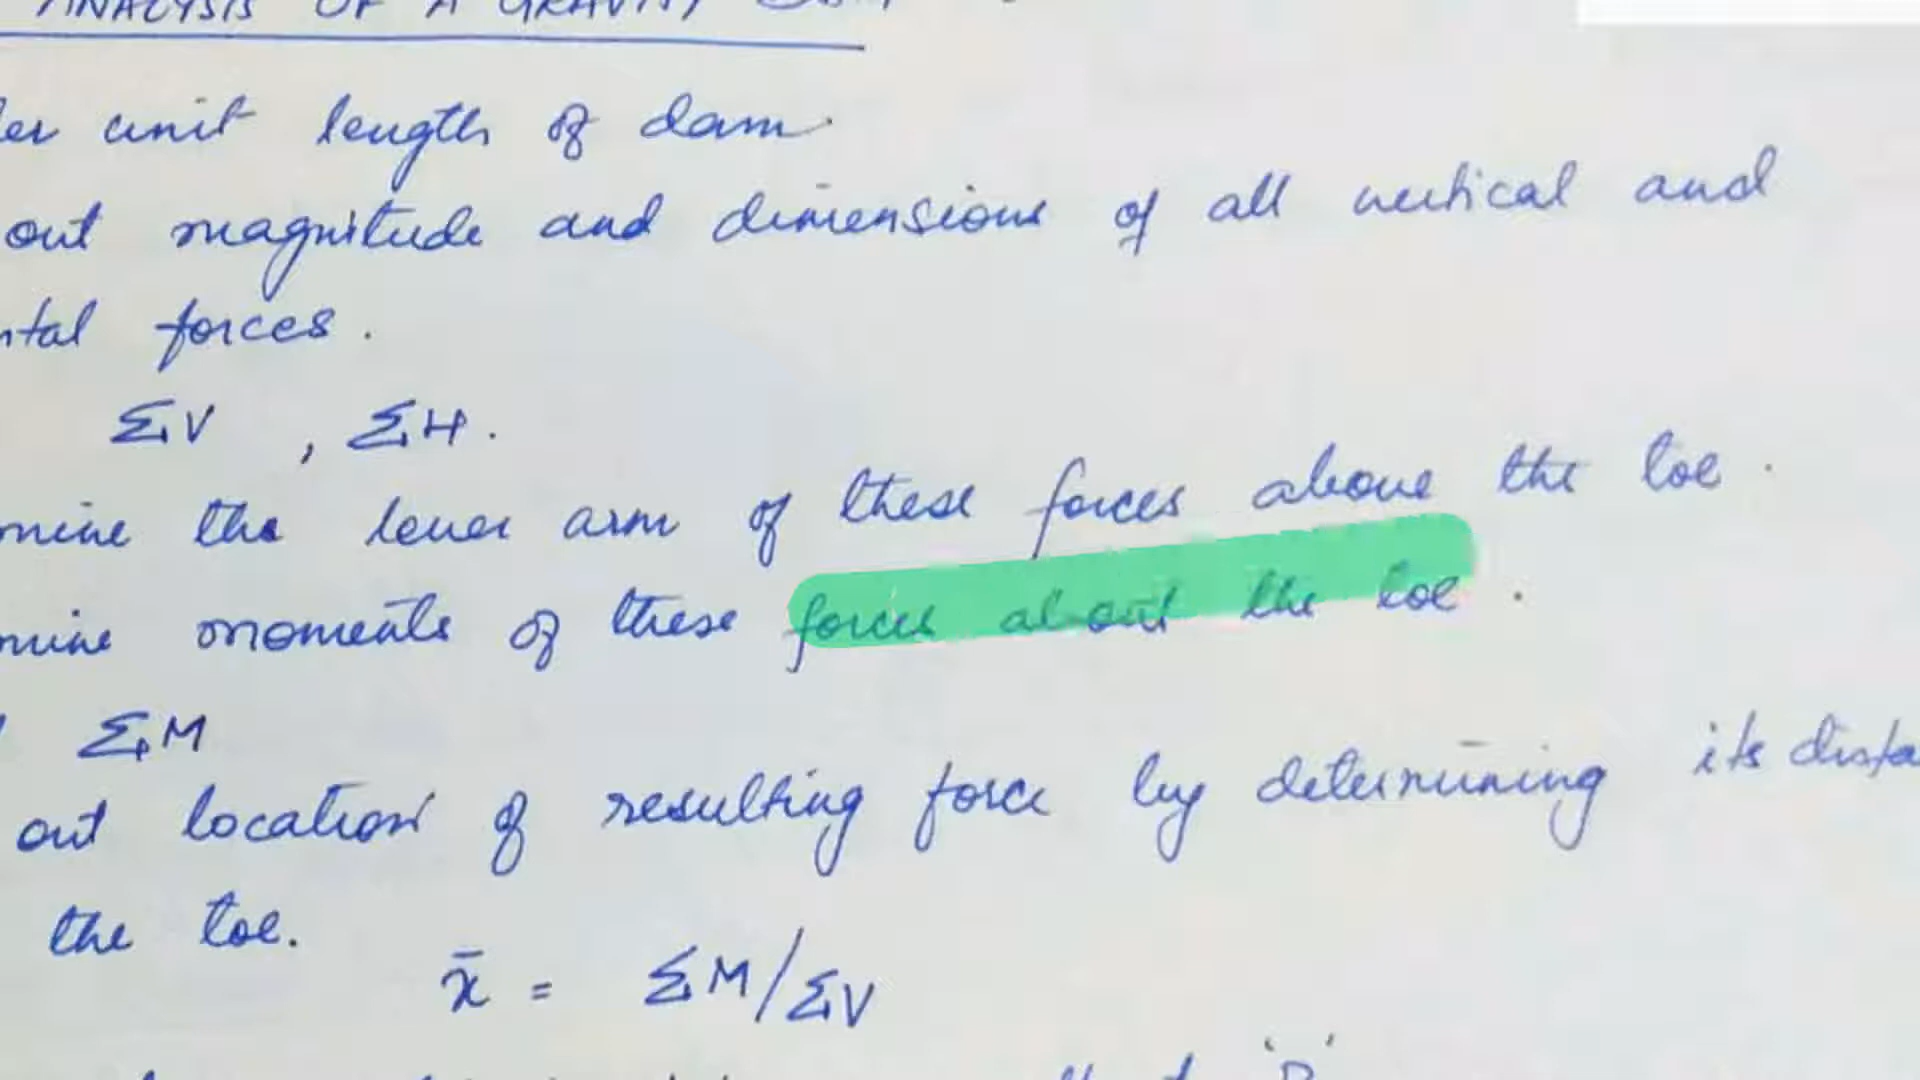 ANALYSIS OF A GRAVITY
unit length of dam.
out magnitude and dimensions of all vertical and
ntal forces.
ΣV , ΣH.
mine the lever arm of these forces above the toe.
mine moments of these forces about the toe.
ΣM
out location of resulting force by determining its dista
the toe.
x̄ = ΣM/ΣV